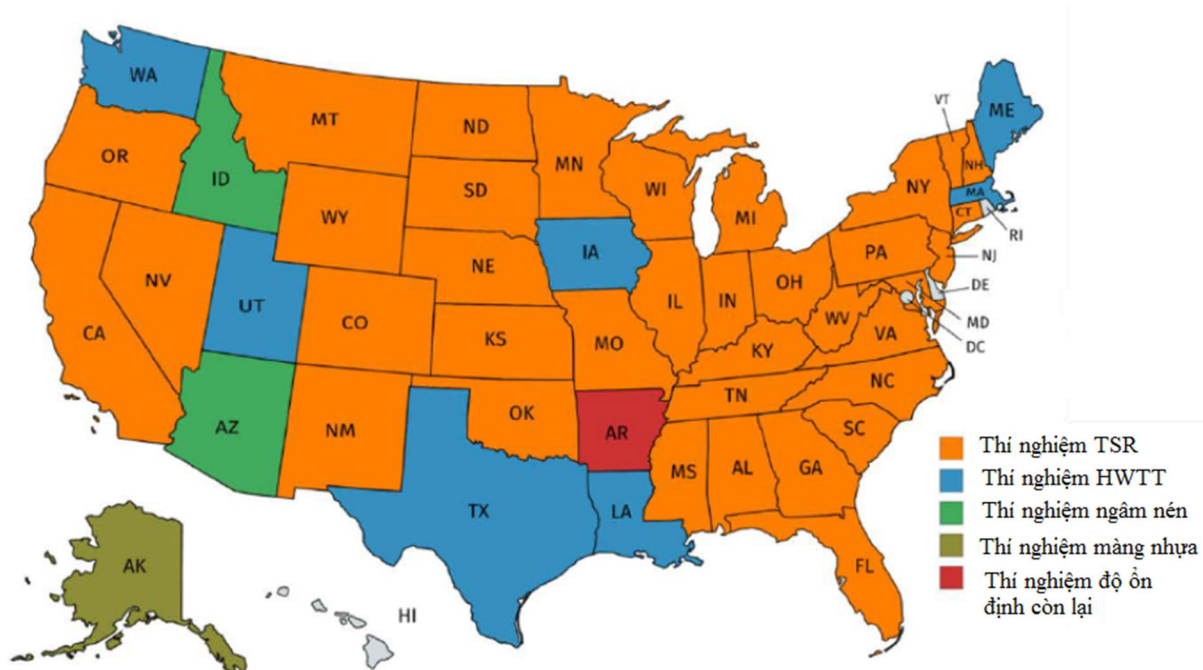 WA
MT
ND
MN
OR
ID
SD
WI
WY
MI
VT
ME
NH
NY
MA
CT
RI
NV
UT
NE
IA
PA
NJ
CA
CO
KS
IL
IN
OH
WV
VA
DE
MD
DC
MO
KY
AZ
NM
OK
AR
TN
NC
SC
TX
LA
MS
AL
GA
FL
AK
HI
Thí nghiệm TSR
Thí nghiệm HWTT
Thí nghiệm ngâm nén
Thí nghiệm màng nhựa
Thí nghiệm độ ổn
định còn lại